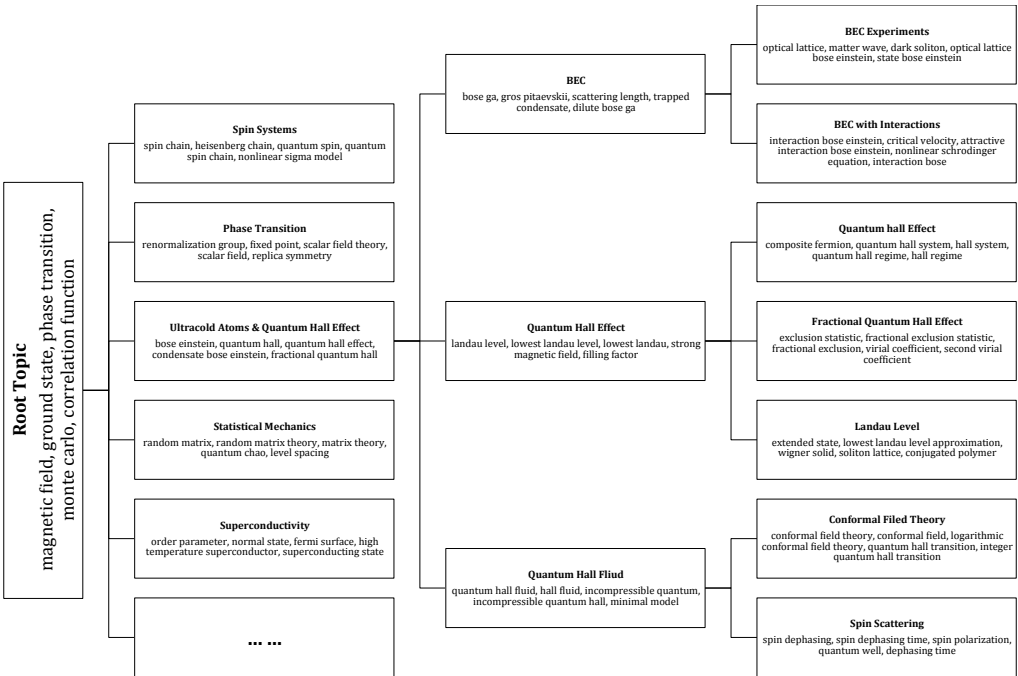 Root Topic
magnetic field, ground state, phase transition,
monte carlo, correlation function
Spin Systems
spin chain, heisenberg chain, quantum spin, quantum
spin chain, nonlinear sigma model
Phase Transition
renormalization group, fixed point, scalar field theory,
scalar field, replica symmetry
Ultracold Atoms & Quantum Hall Effect
bose einstein, quantum hall, quantum hall effect,
condensate bose einstein, fractional quantum hall
Statistical Mechanics
random matrix, random matrix theory, matrix theory,
quantum chao, level spacing
Superconductivity
order parameter, normal state, fermi surface, high
temperature superconductor, superconducting state
... ...
BEC
bose ga, gros pitaevskii, scattering length, trapped
condensate, dilute bose ga
Quantum Hall Effect
landau level, lowest landau level, lowest landau, strong
magnetic field, filling factor
Quantum Hall Fliud
quantum hall fluid, hall fluid, incompressible quantum,
incompressible quantum hall, minimal model
BEC Experiments
optical lattice, matter wave, dark soliton, optical lattice
bose einstein, state bose einstein
BEC with Interactions
interaction bose einstein, critical velocity, attractive
interaction bose einstein, nonlinear schrodinger
equation, interaction bose
Quantum hall Effect
composite fermion, quantum hall system, hall system,
quantum hall regime, hall regime
Fractional Quantum Hall Effect
exclusion statistic, fractional exclusion statistic,
fractional exclusion, virial coefficient, second virial
coefficient
Landau Level
extended state, lowest landau level approximation,
wigner solid, soliton lattice, conjugated polymer
Conformal Filed Theory
conformal field theory, conformal field, logarithmic
conformal field theory, quantum hall transition, integer
quantum hall transition
Spin Scattering
spin dephasing, spin dephasing time, spin polarization,
quantum well, dephasing time